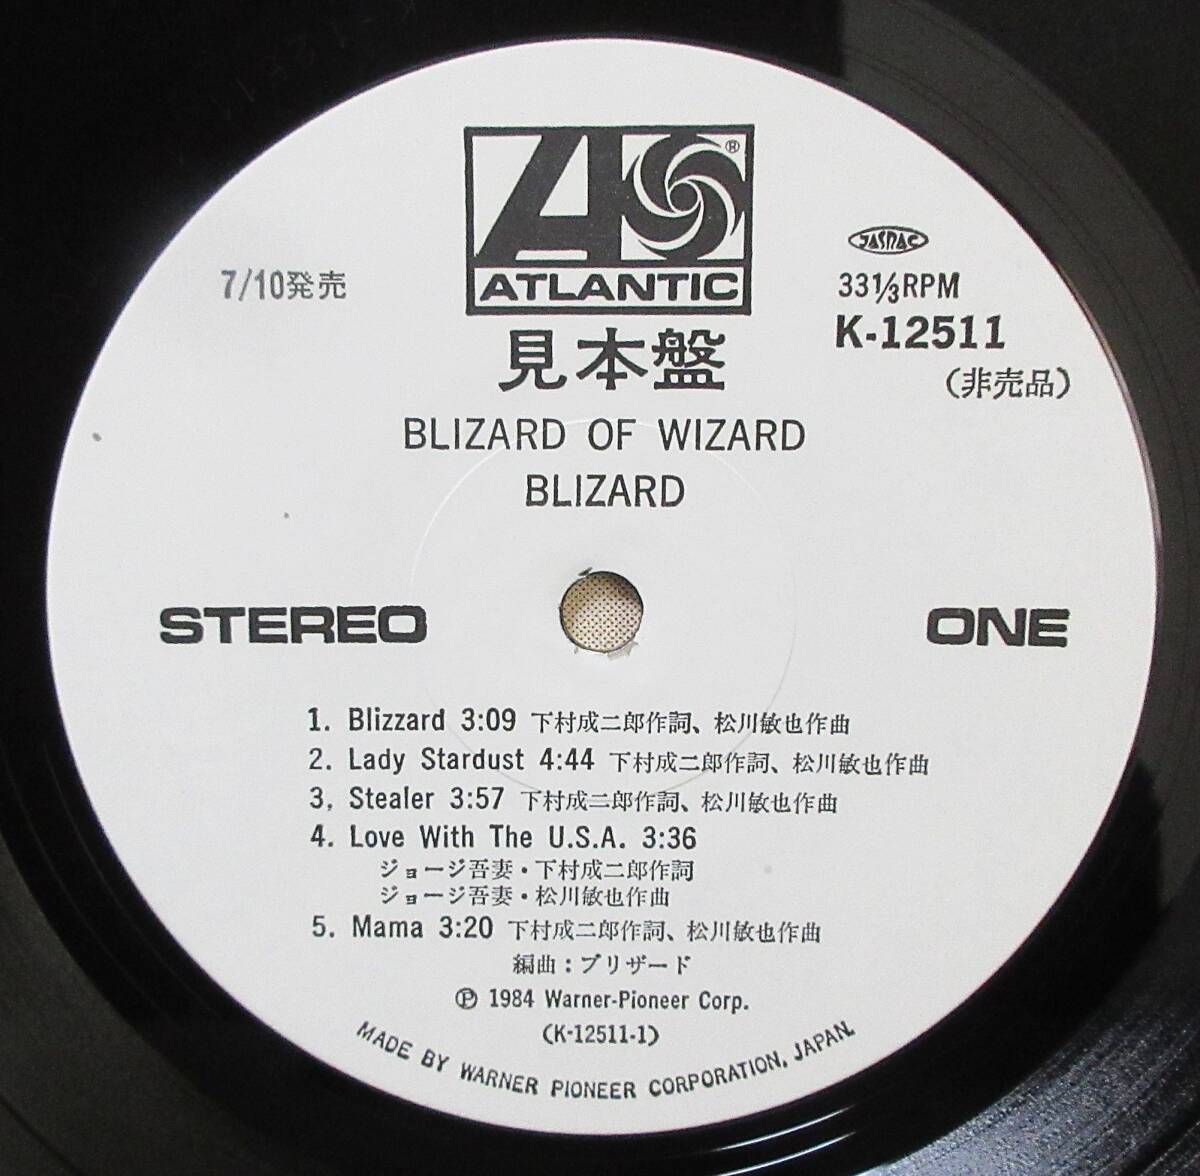 ATLANTIC
®
7/10発売
JASRAC
33⅓RPM
K-12511
(非売品)
見本盤
BLIZARD OF WIZARD
BLIZARD
STEREO
ONE
1. Blizzard 3:09 下村成二郎作詞、松川敏也作曲
2. Lady Stardust 4:44 下村成二郎作詞、松川敏也作曲
3. Stealer 3:57 下村成二郎作詞、松川敏也作曲
4. Love With The U.S.A. 3:36
ジョージ吾妻・下村成二郎作詞
ジョージ吾妻・松川敏也作曲
5. Mama 3:20 下村成二郎作詞、松川敏也作曲
編曲：ブリザード
Ⓟ 1984 Warner-Pioneer Corp.
(K-12511-1)
MADE BY WARNER PIONEER CORPORATION, JAPAN.